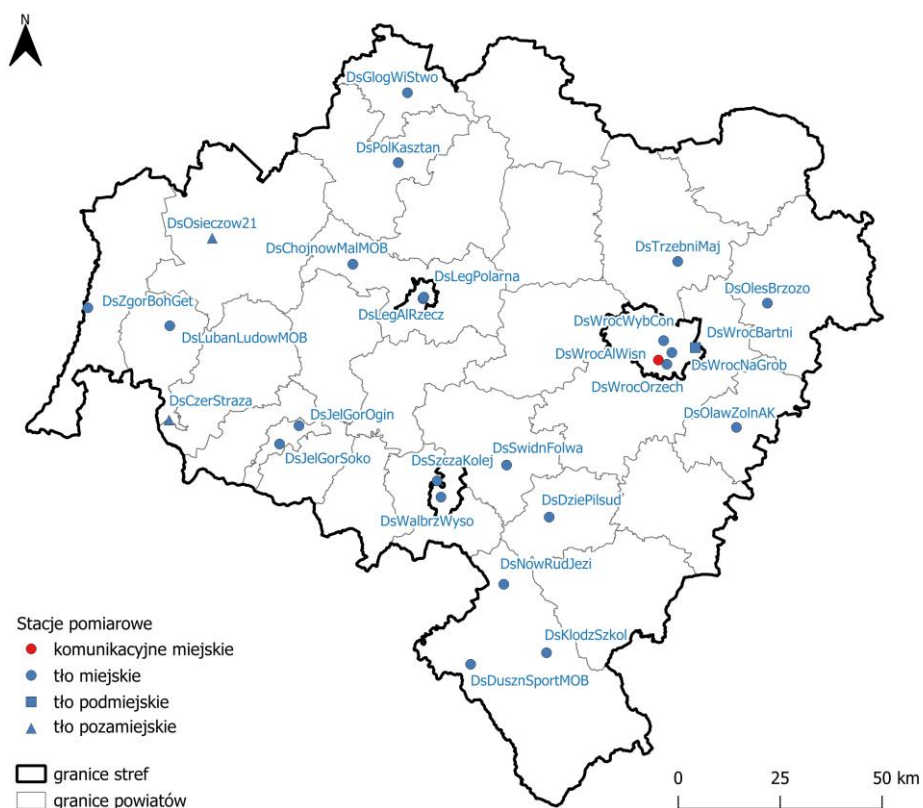 N
DsGlogWiStwo
DsPolKasztan
DsOsieczow21
DsChojnowMalMOB
DsTrzebniMaj
DsLegPolarna
DsOlesBrzozo
DsZgorBohGet
DsLegAlRzecz
DsWrocWybCon
DsWrocBartni
DsLubanLudowMOB
DsWrocAlWisn
DsWrocNaGrob
DsWrocOrzech
DsCzerStraza
DsJelGorOgin
DsOlawZolnAK
DsSwidnFolwa
DsSzczaKolej
DsJelGorSoko
DsDziePilsud
DsWalbrzWyso
DsNowRudJezi
DsKlodzSzkol
DsDusznSportMOB
Stacje pomiarowe
komunikacyjne miejskie
tło miejskie
tło podmiejskie
tło pozamiejskie
granice stref
granice powiatów
0 25 50 km